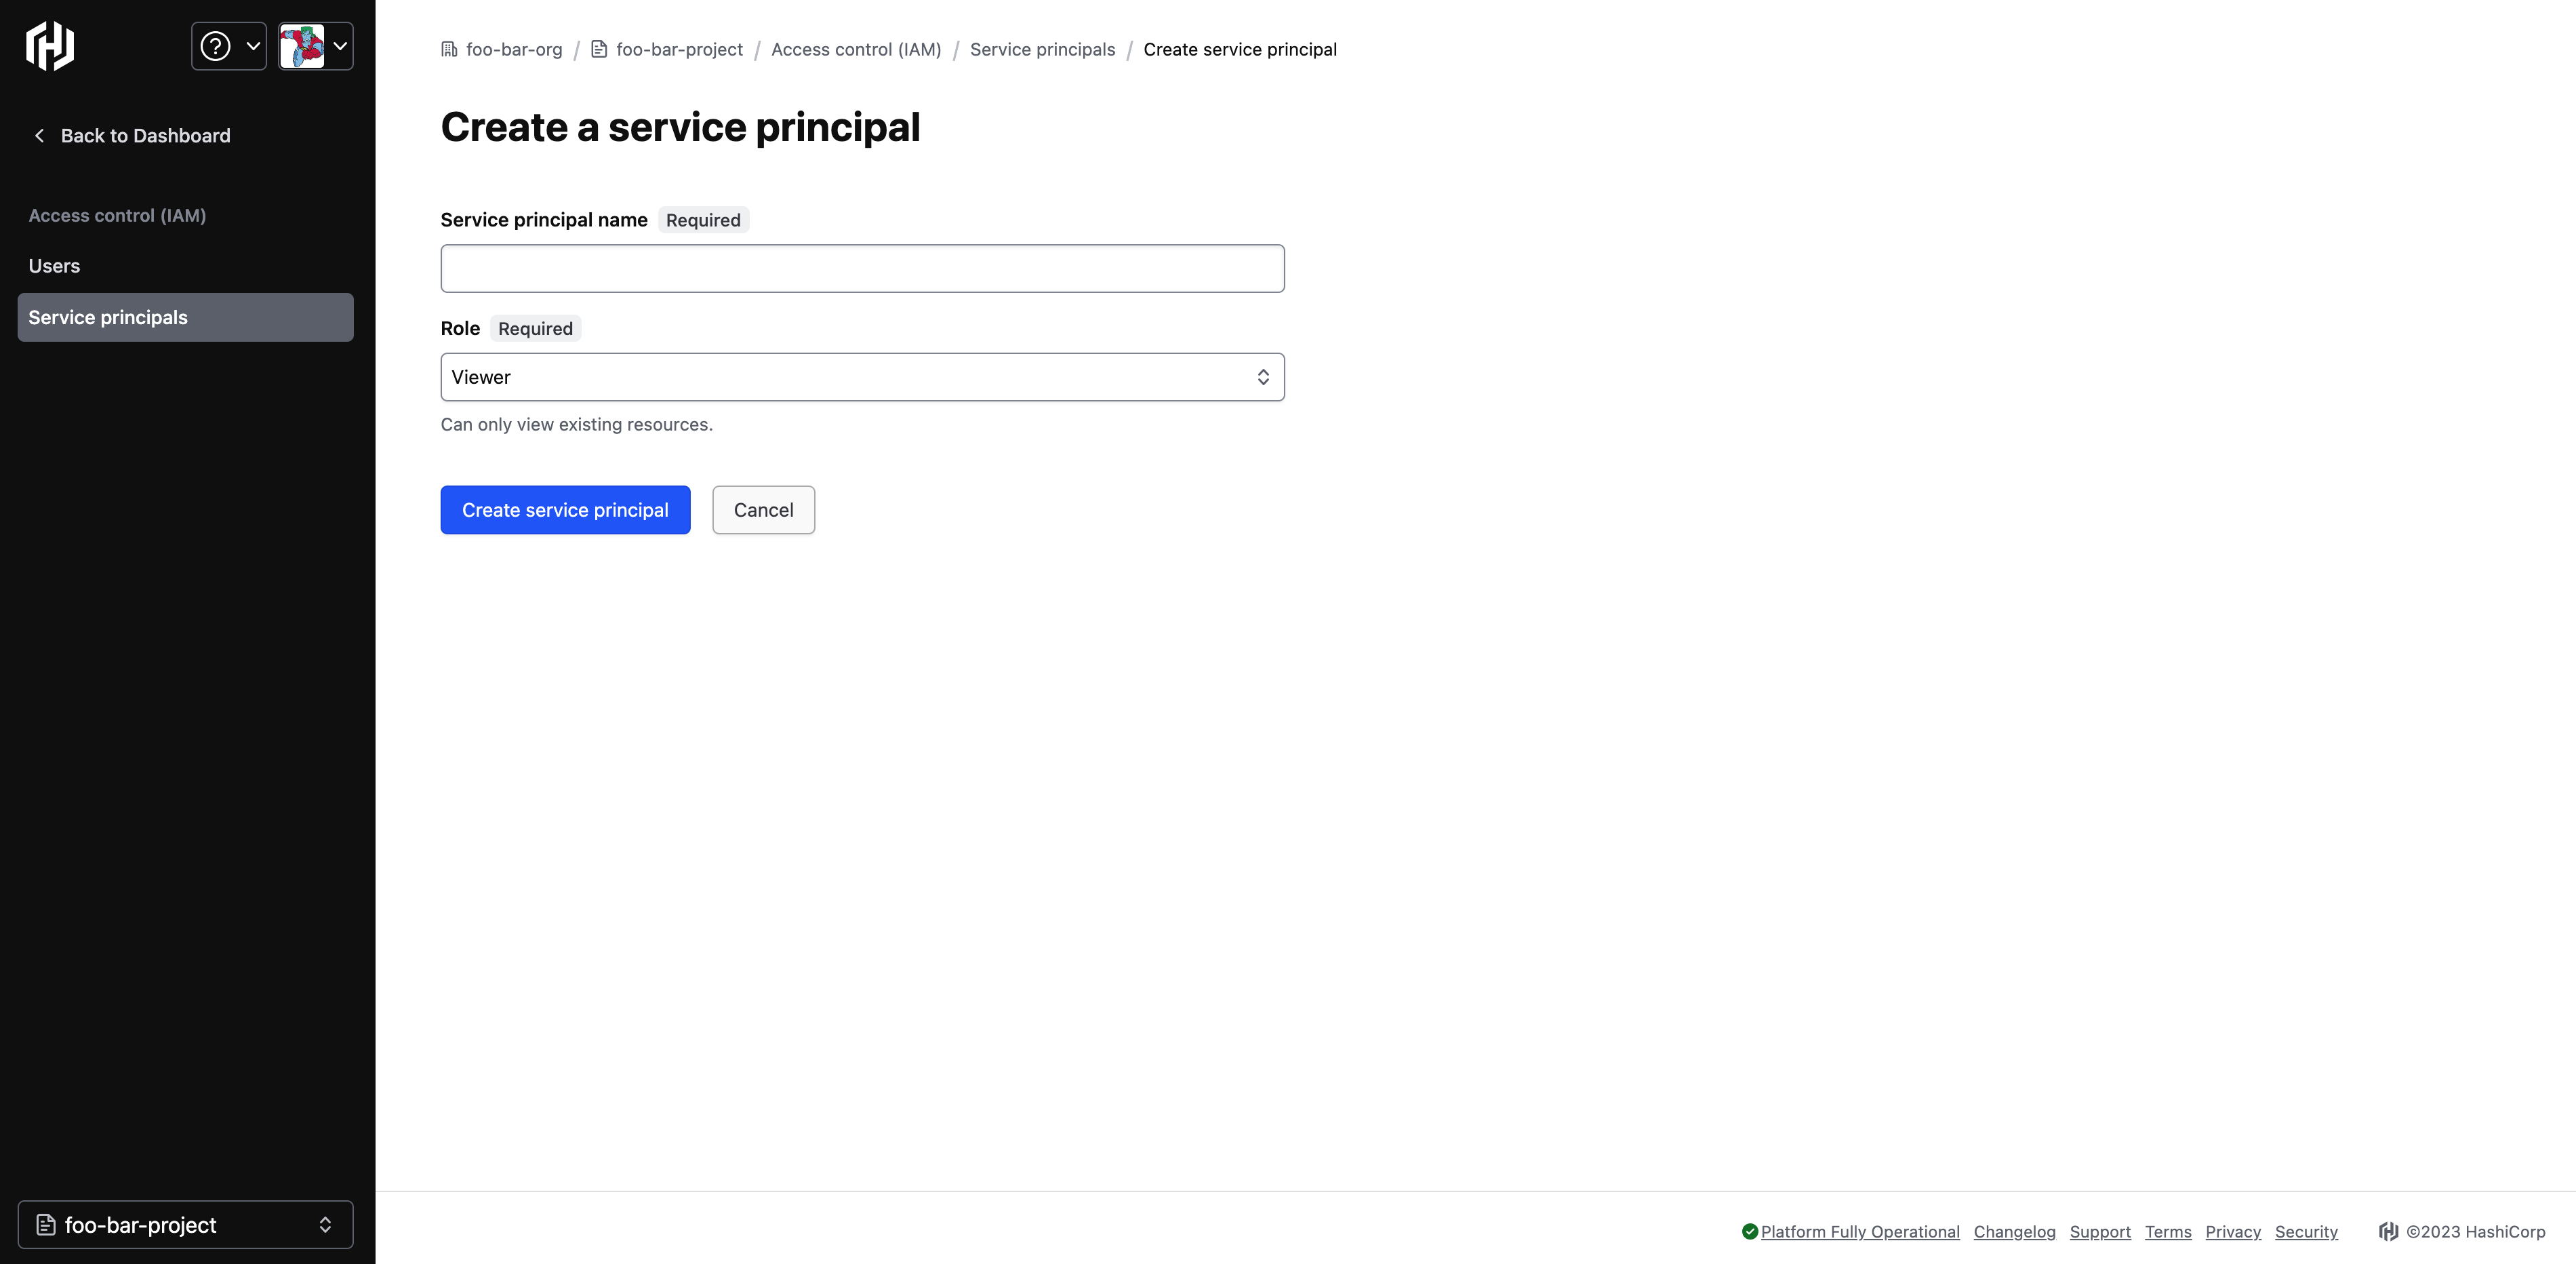 Back to Dashboard
Access control (IAM)
Users
Service principals
foo-bar-project
foo-bar-org / foo-bar-project / Access control (IAM) / Service principals / Create service principal
Create a service principal
Service principal name Required
Role Required
Viewer
Can only view existing resources.
Create service principal Cancel
Platform Fully Operational Changelog Support Terms Privacy Security ©2023 HashiCorp